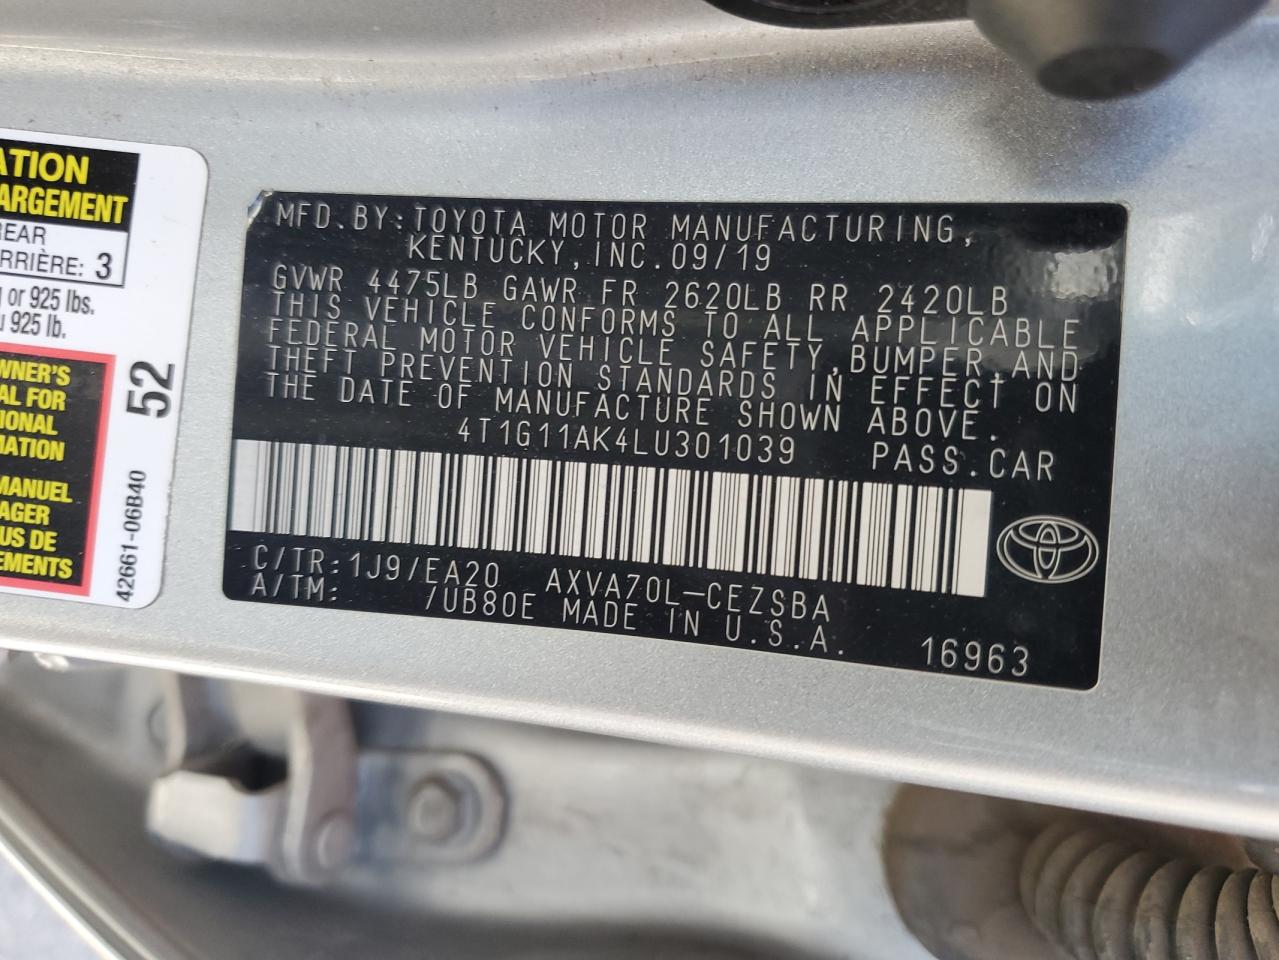 ATION
ARGEMENT
REAR
RRIÈRE: 3
or 925 lbs.
925 lb.
WNER'S
AL FOR
IONAL
MATION
MANUEL
AGER
US DE
EMENTS
52
42661-06B40
MFD.BY:TOYOTA MOTOR MANUFACTURING,
KENTUCKY,INC.09/19
GVWR 4475LB GAWR FR 2620LB RR 2420LB
THIS VEHICLE CONFORMS TO ALL APPLICABLE
FEDERAL MOTOR VEHICLE SAFETY,BUMPER,AND
THEFT PREVENTION STANDARDS IN EFFECT ON
THE DATE OF MANUFACTURE SHOWN ABOVE.
4T1G11AK4LU301039 PASS.CAR
C/TR:1J9/EA20 AXVA70L-CEZSBA
A/TM: /UB80E MADE IN U.S.A. 16963